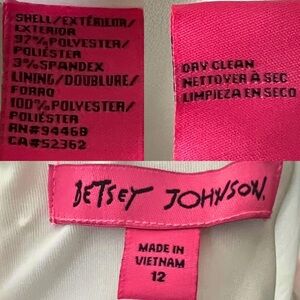 SHELL/EXTÉRIEUR/
EXTERIOR
97% POLYESTER/
POLIÉSTER
3% SPANDEX
LINING/DOUBLURE/
FORRO
100% POLYESTER/
POLIÉSTER
RN#94468
CA#52362
DRY CLEAN
NETTOYER À SEC
LIMPIEZA EN SECO
BETSEY JOHNSON.
MADE IN
VIETNAM
12